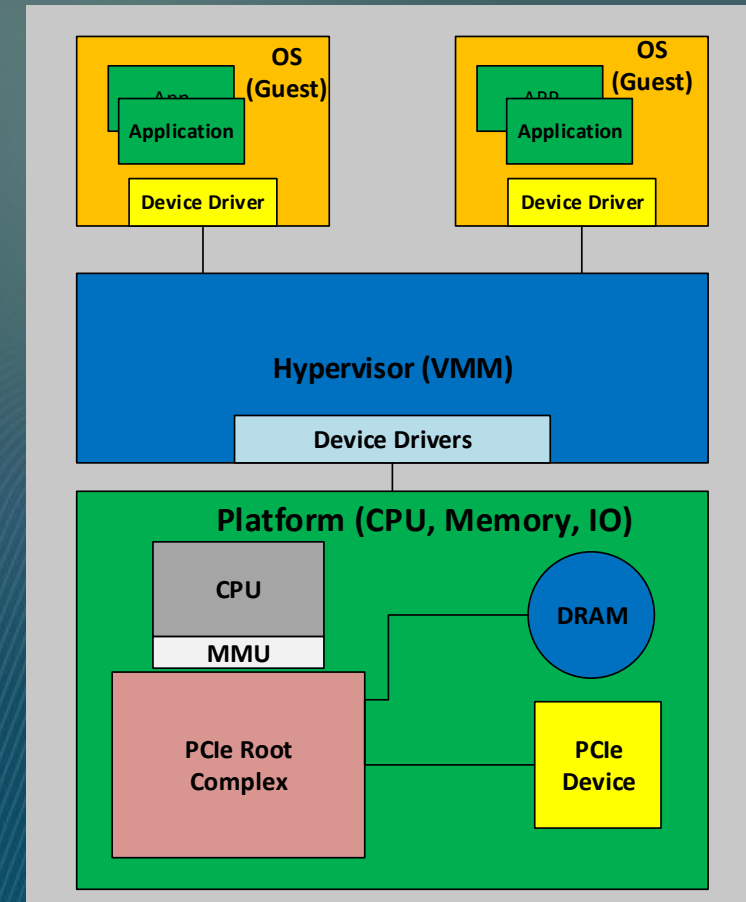 OS
(Guest)
Application
Device Driver
OS
(Guest)
Application
Device Driver
Hypervisor (VMM)
Device Drivers
Platform (CPU, Memory, IO)
CPU
MMU
DRAM
PCIe Root
Complex
PCIe
Device